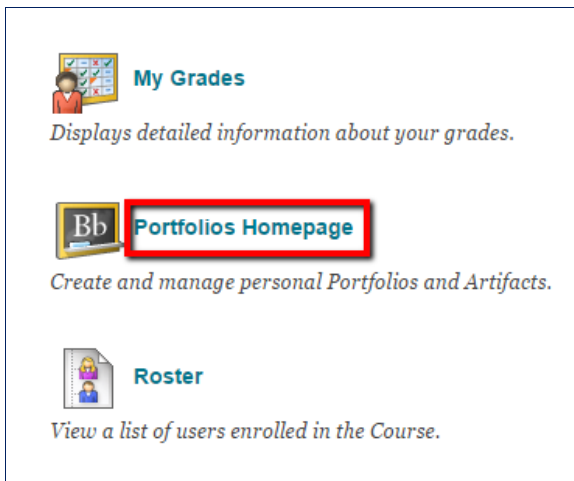 My Grades
Displays detailed information about your grades.
Bb
Portfolios Homepage
Create and manage personal Portfolios and Artifacts.
Roster
View a list of users enrolled in the Course.